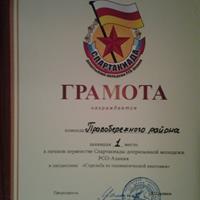 СПАРТАКИАДА
ГРАМОТА
награждается
команда Правобережного района
занявшая 1 место
в личном первенстве Спартакиады допризывной молодежи
РСО-Алания
в дисциплине: «Стрельба из пневматической винтовки»